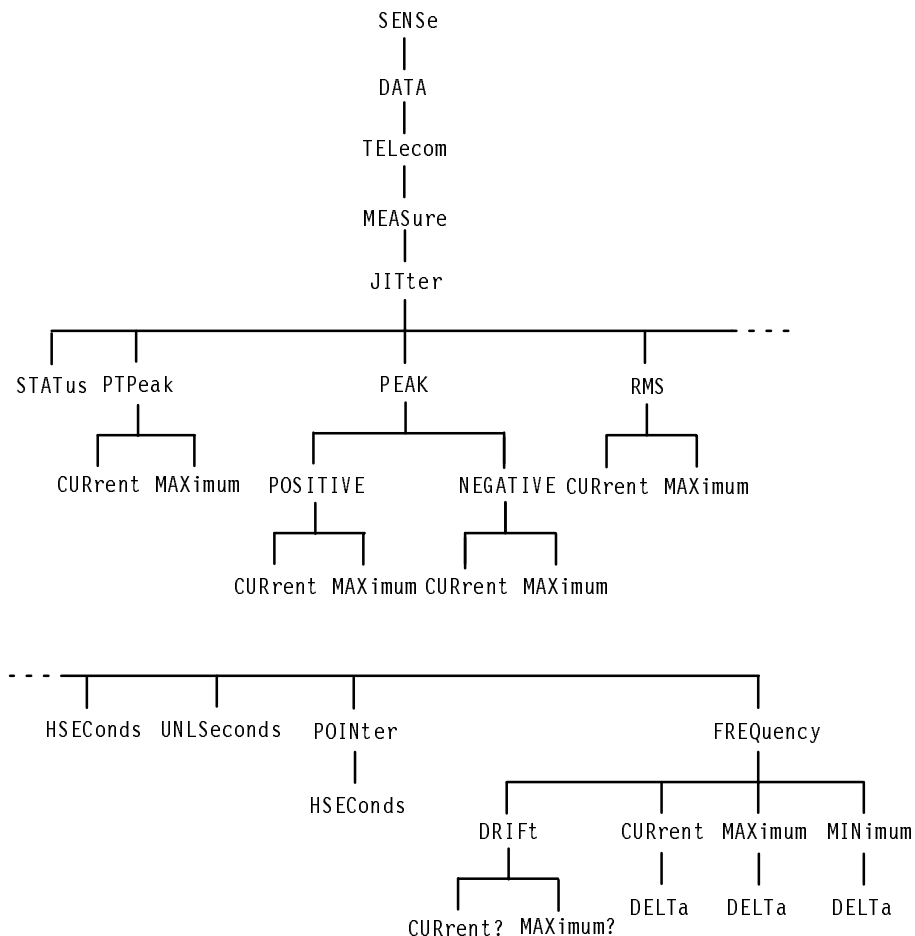 SENSe
DATA
TELecom
MEASure
JITter
STATus PTPeak PEAK RMS
CURrent MAXimum POSITIVE NEGATIVE CURrent MAXimum
CURrent MAXimum CURrent MAXimum
HSEConds UNLSeconds POINter FREQuency
HSEConds
DRIFt CURrent MAXimum MINimum
CURrent? MAXimum? DELTa DELTa DELTa